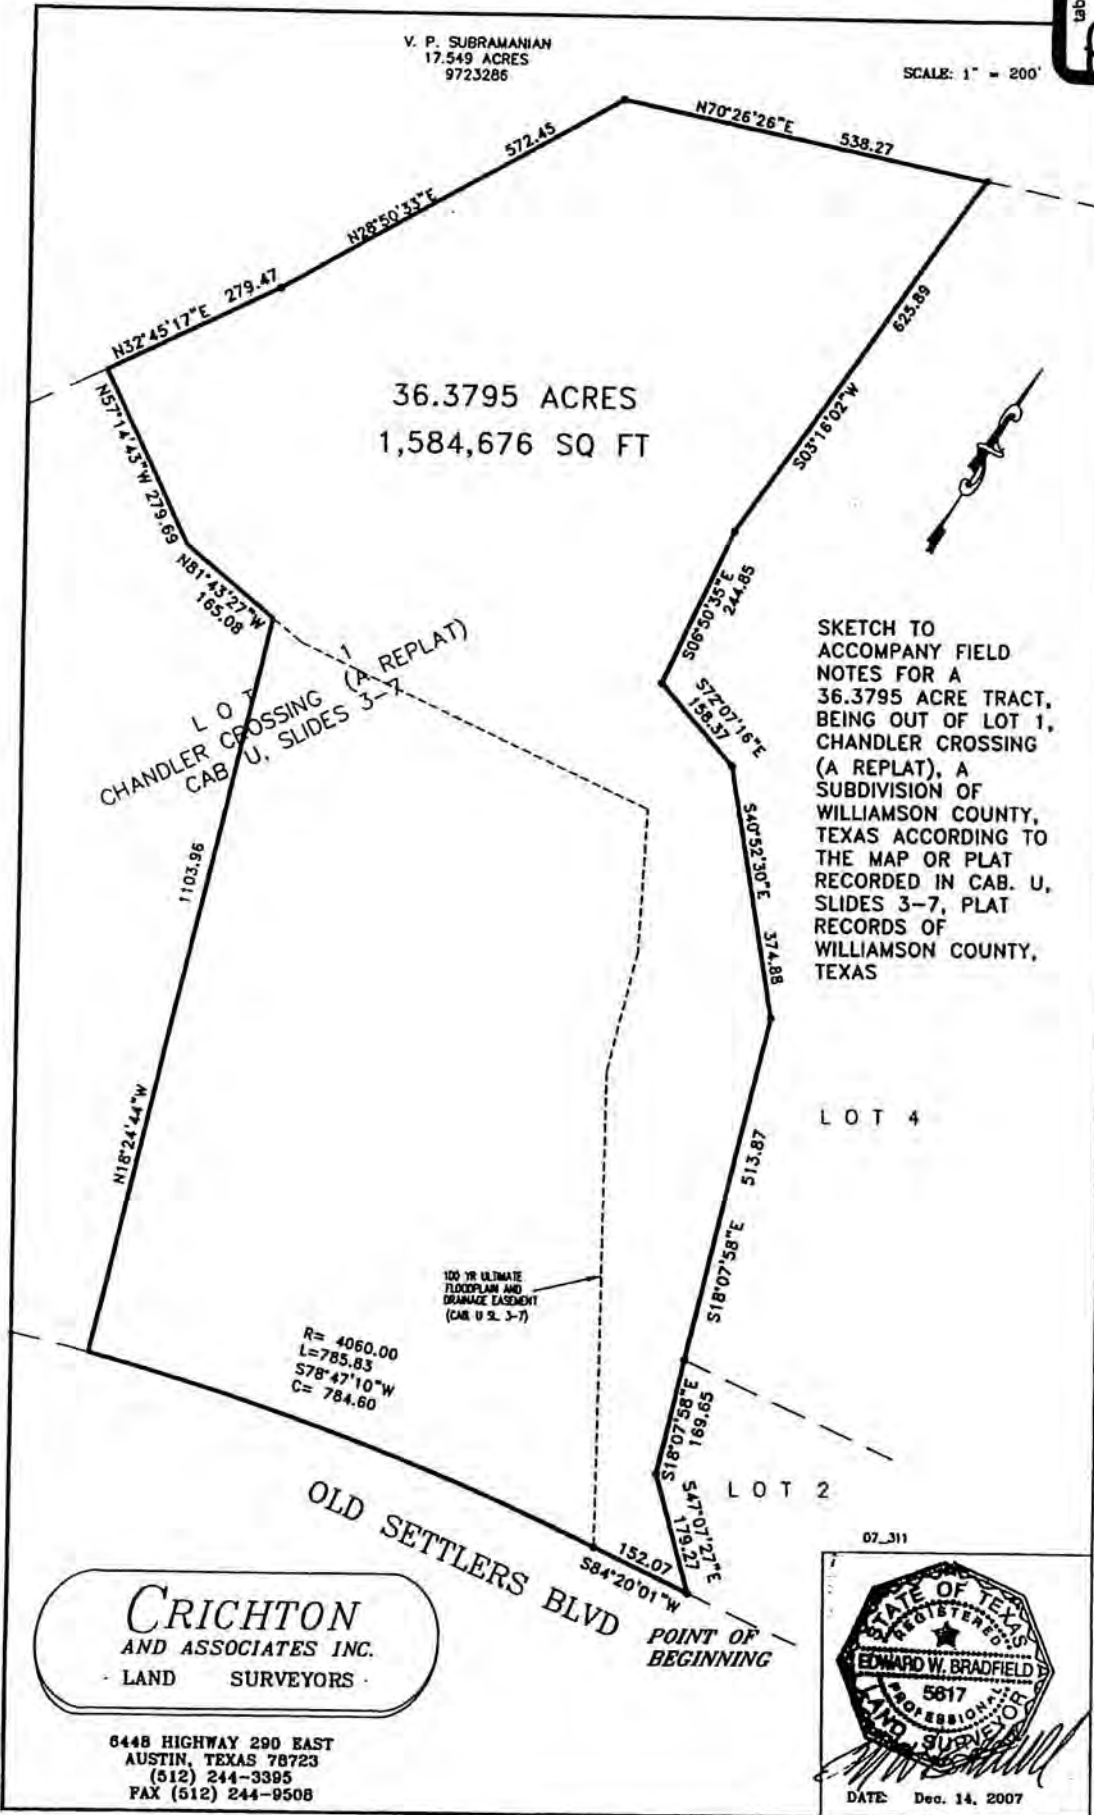 tab
V. P. SUBRAMANIAN
17.549 ACRES
9723286
SCALE: 1" = 200'
N70°26'26"E 538.27
N28°50'33"E 572.45
N32°45'17"E 279.47
N57°14'43"W 279.69
N81°43'27"W
165.08
36.3795 ACRES
1,584,676 SQ FT
S03°16'02"W 625.89
S06°50'35"E
244.85
S72°07'16"E
158.37
S40°52'30"E 374.88
LOT 1
CHANDLER CROSSING (A REPLAT)
CAB U, SLIDES 3-7
SKETCH TO
ACCOMPANY FIELD
NOTES FOR A
36.3795 ACRE TRACT,
BEING OUT OF LOT 1,
CHANDLER CROSSING
(A REPLAT), A
SUBDIVISION OF
WILLIAMSON COUNTY,
TEXAS ACCORDING TO
THE MAP OR PLAT
RECORDED IN CAB. U,
SLIDES 3-7, PLAT
RECORDS OF
WILLIAMSON COUNTY,
TEXAS
N18°24'44"W 1103.96
LOT 4
S18°07'58"E 513.87
100 YR ULTIMATE
FLOODPLAIN AND
DRAINAGE EASEMENT
(CAB. U SL. 3-7)
R= 4060.00
L=785.83
S78°47'10"W
C= 784.60
S18°07'58"E
169.65
LOT 2
S47°07'27"E
179.27
152.07
S84°20'01"W
OLD SETTLERS BLVD
POINT OF
BEGINNING
07_311
CRICHTON
AND ASSOCIATES INC.
LAND SURVEYORS
6448 HIGHWAY 290 EAST
AUSTIN, TEXAS 78723
(512) 244-3395
FAX (512) 244-9508
STATE OF TEXAS
REGISTERED
EDWARD W. BRADFIELD
5617
PROFESSIONAL
LAND SURVEYOR
DATE: Dec. 14, 2007